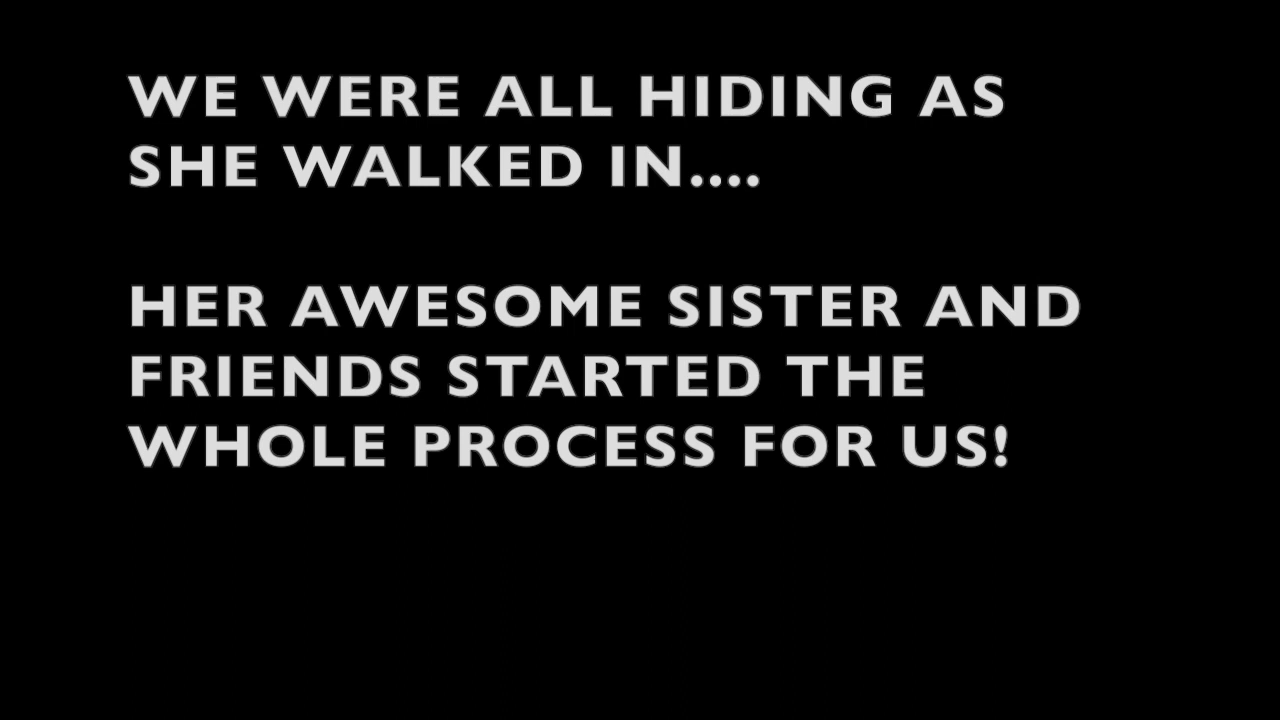 WE WERE ALL HIDING AS
SHE WALKED IN....
HER AWESOME SISTER AND
FRIENDS STARTED THE
WHOLE PROCESS FOR US!